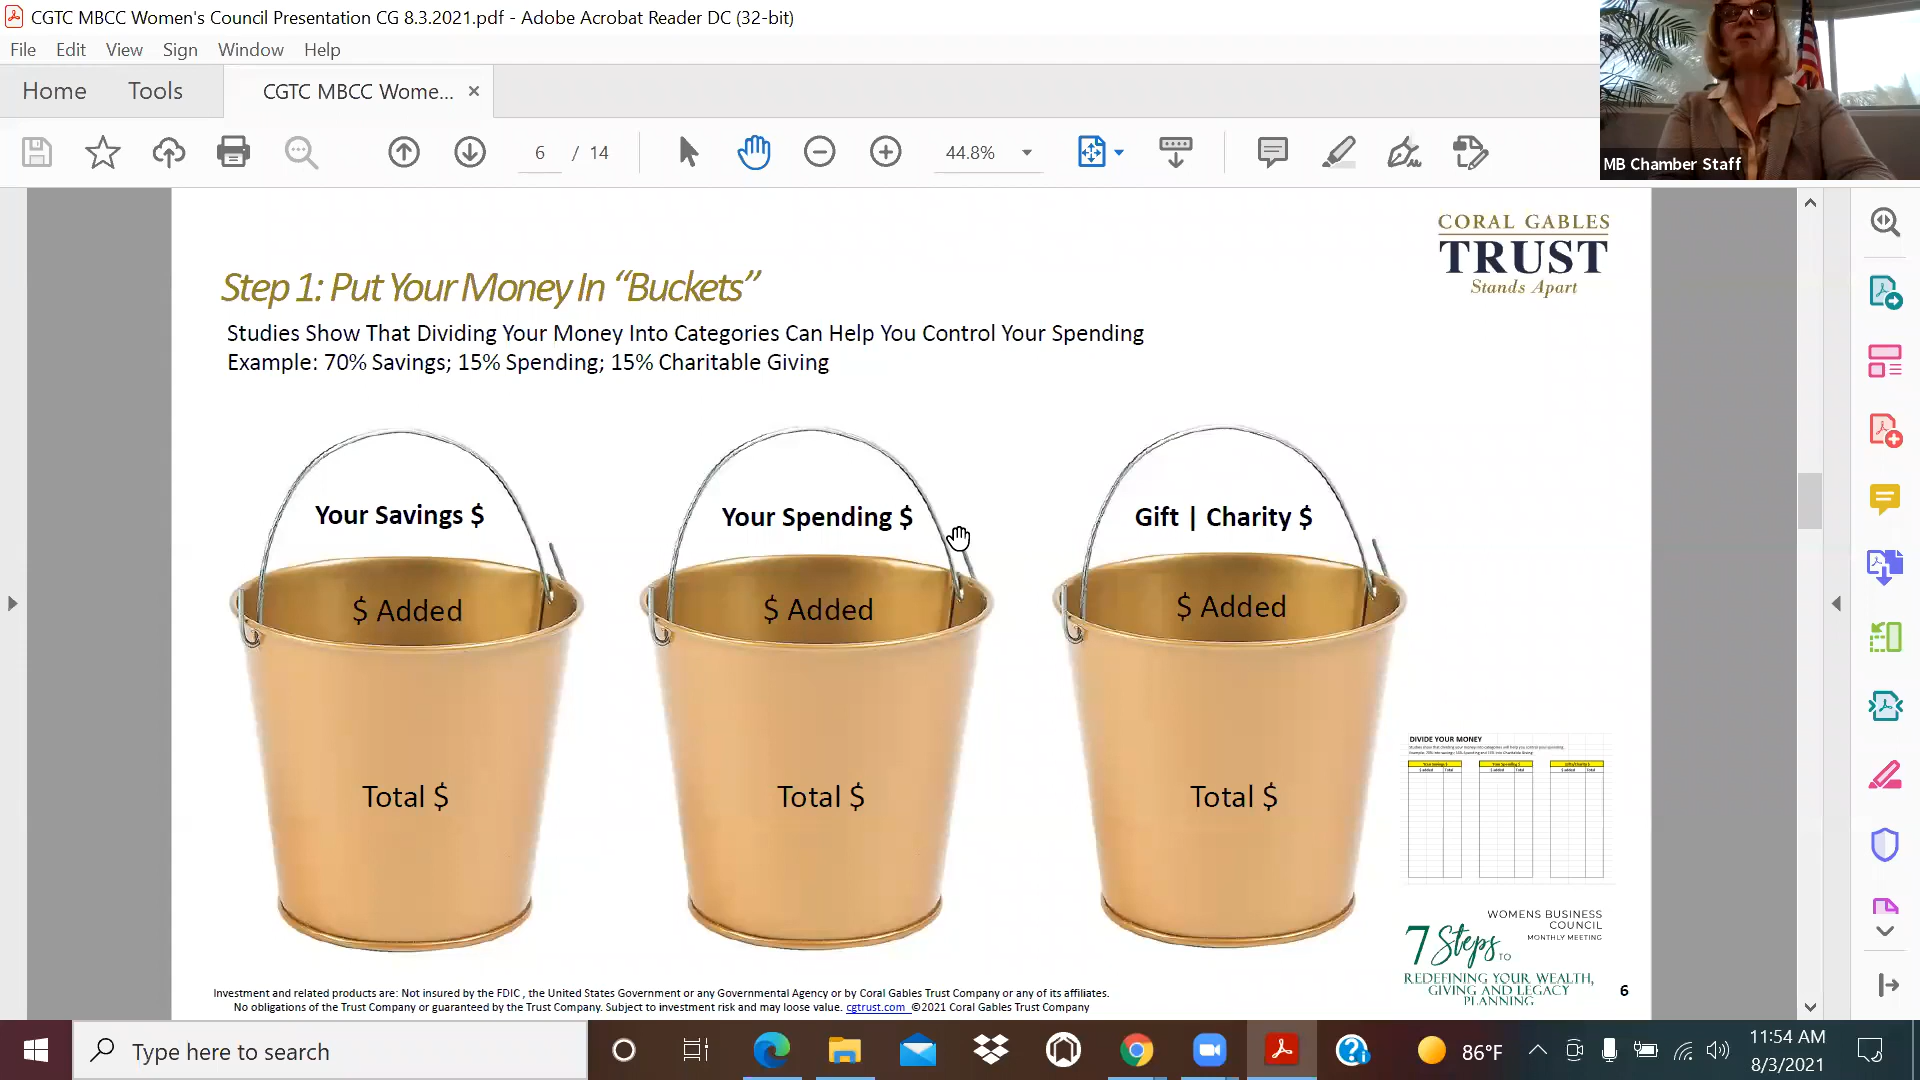 CGTC MBCC Women's Council Presentation CG 8.3.2021.pdf - Adobe Acrobat Reader DC (32-bit)
File Edit View Sign Window Help
Home Tools CGTC MBCC Wome... ×
6 / 14 44.8%
MB Chamber Staff
CORAL GABLES
TRUST
Stands Apart
Step 1: Put Your Money In “Buckets”
Studies Show That Dividing Your Money Into Categories Can Help You Control Your Spending
Example: 70% Savings; 15% Spending; 15% Charitable Giving
Your Savings $ Your Spending $ Gift | Charity $
$ Added $ Added $ Added
Total $ Total $ Total $
DIVIDE YOUR MONEY
$ added Total $ added Total $ added Total
WOMENS BUSINESS
COUNCIL
MONTHLY MEETING
7 Steps TO
REDEFINING YOUR WEALTH,
GIVING AND LEGACY
PLANNING
6
Investment and related products are: Not insured by the FDIC , the United States Government or any Governmental Agency or by Coral Gables Trust Company or any of its affiliates.
No obligations of the Trust Company or guaranteed by the Trust Company. Subject to investment risk and may loose value. cgtrust.com ©2021 Coral Gables Trust Company
Type here to search
86°F
11:54 AM
8/3/2021